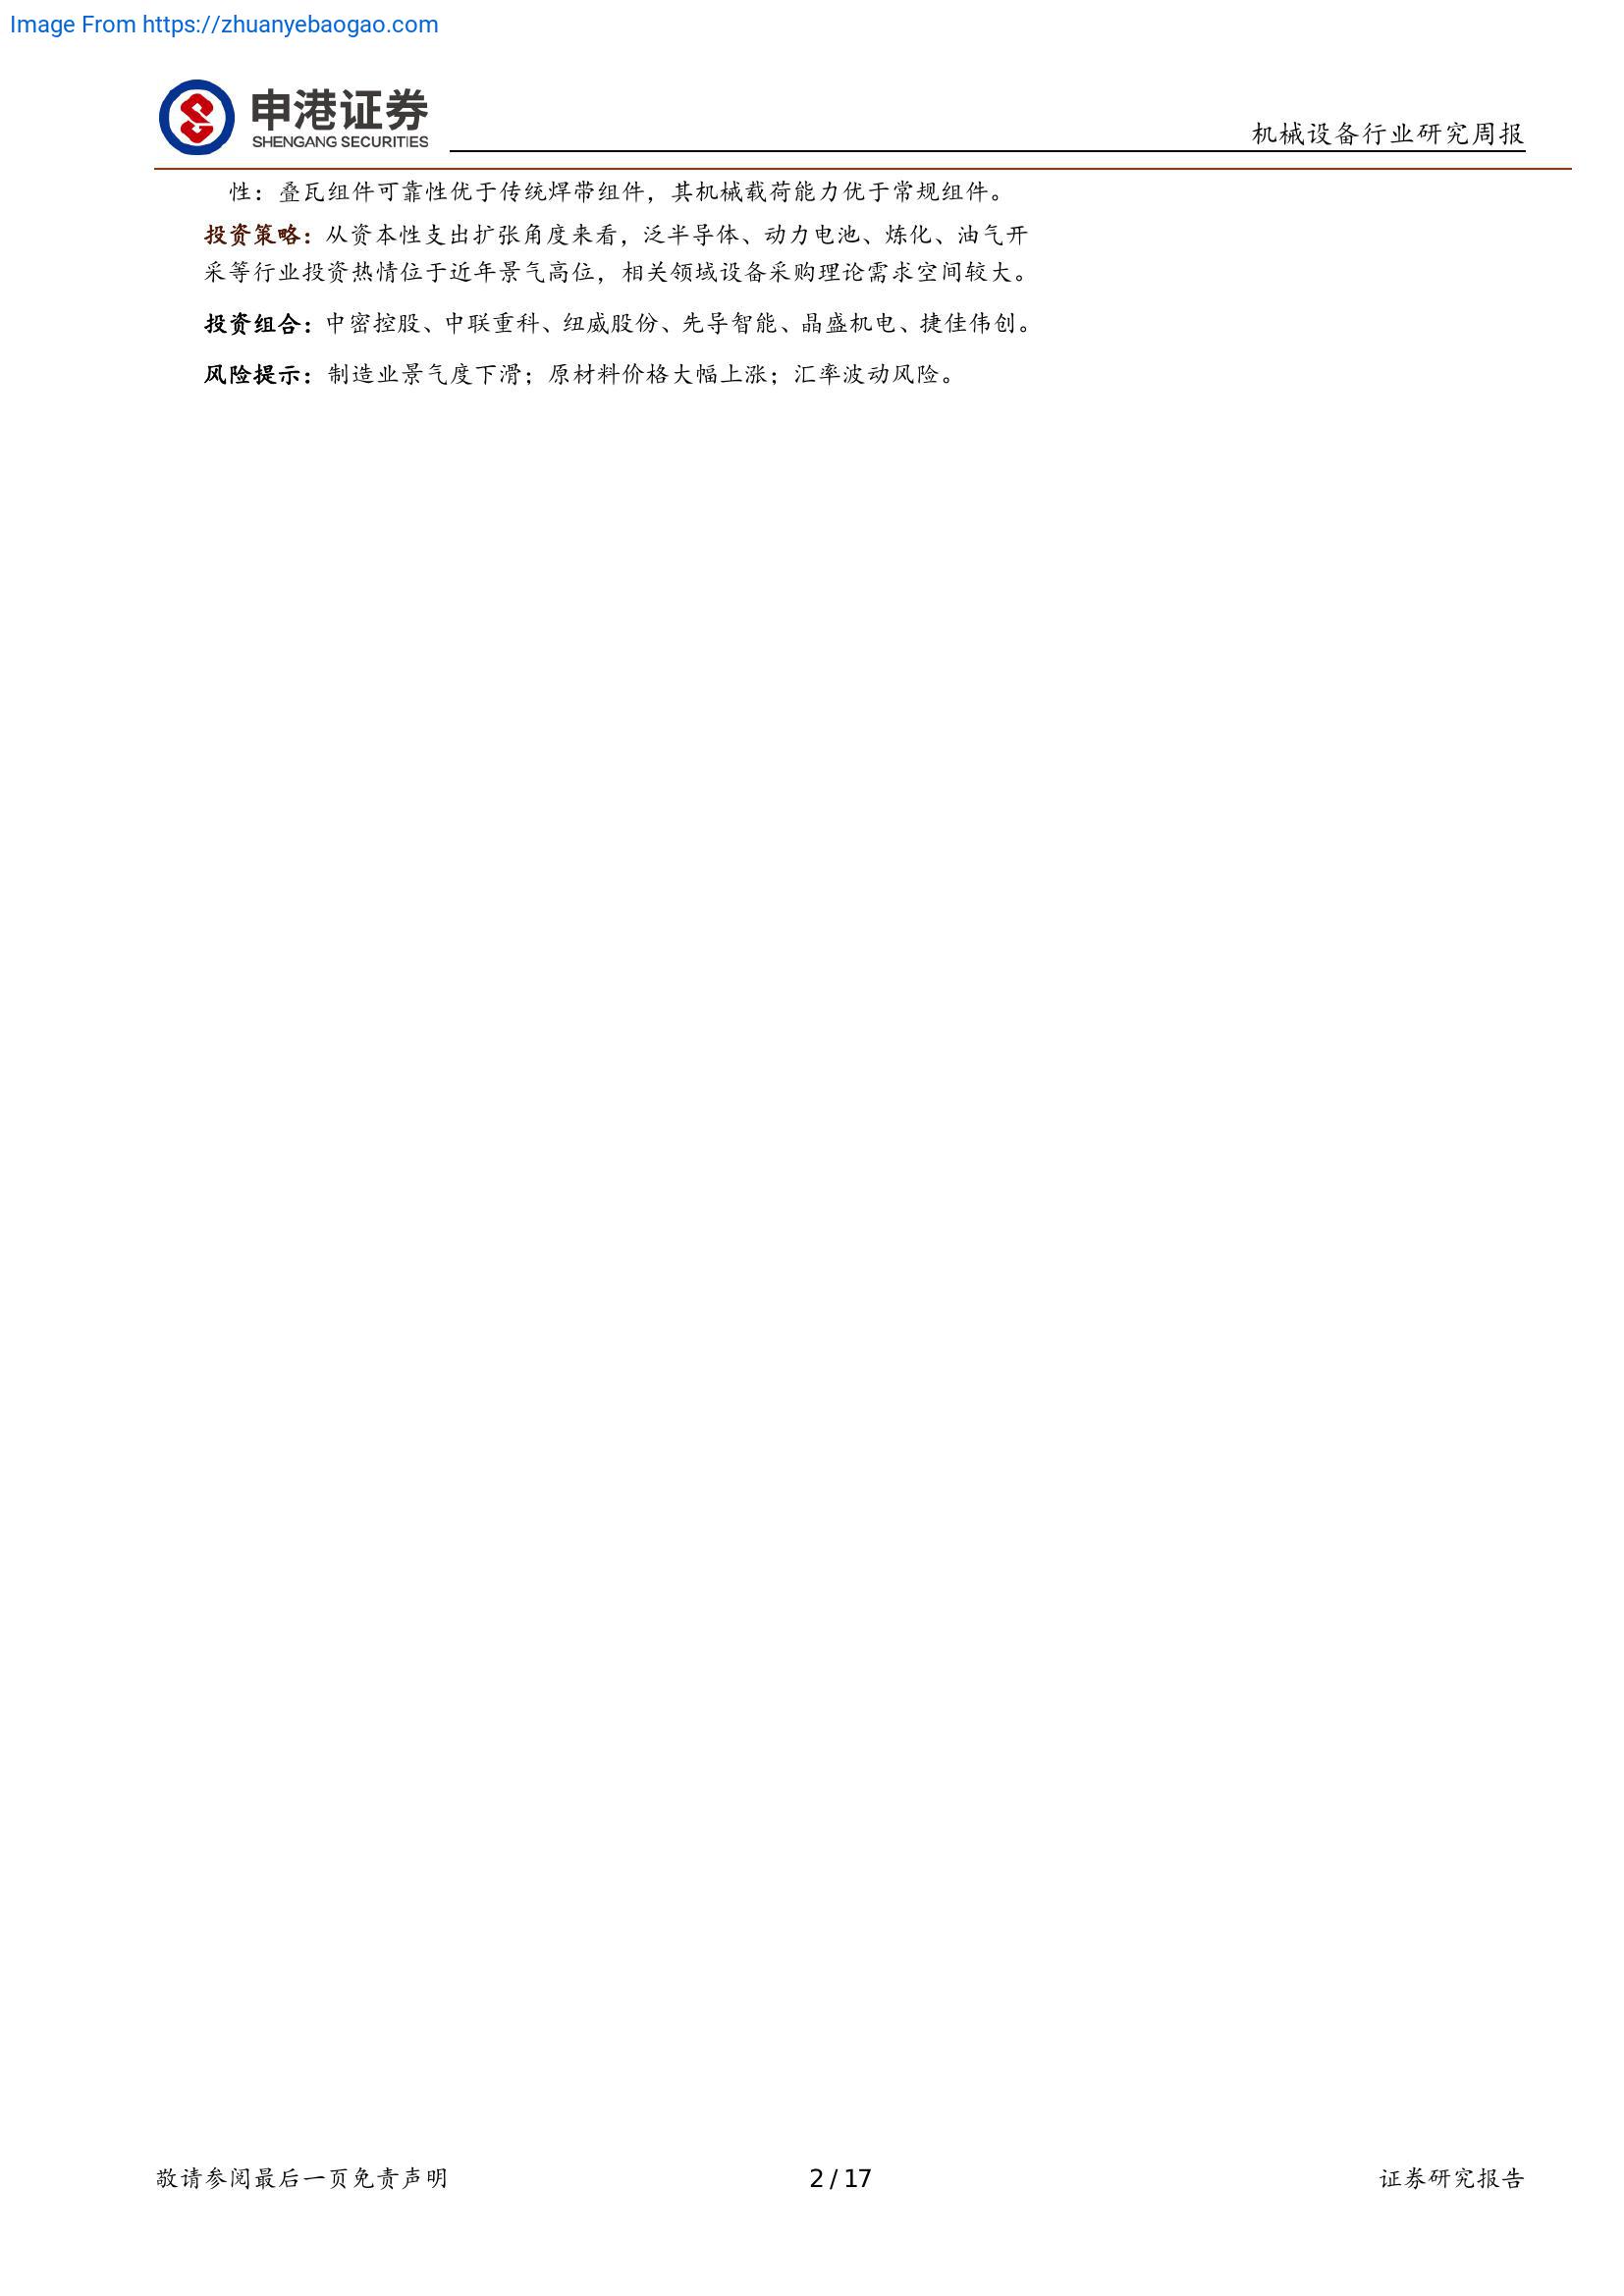 Image From https://zhuanyebaogao.com
申港证券
SHENGANG SECURITIES
机械设备行业研究周报
性：叠瓦组件可靠性优于传统焊带组件，其机械载荷能力优于常规组件。
投资策略：从资本性支出扩张角度来看，泛半导体、动力电池、炼化、油气开
采等行业投资热情位于近年景气高位，相关领域设备采购理论需求空间较大。
投资组合：中密控股、中联重科、纽威股份、先导智能、晶盛机电、捷佳伟创。
风险提示：制造业景气度下滑；原材料价格大幅上涨；汇率波动风险。
敬请参阅最后一页免责声明
2 / 17
证券研究报告